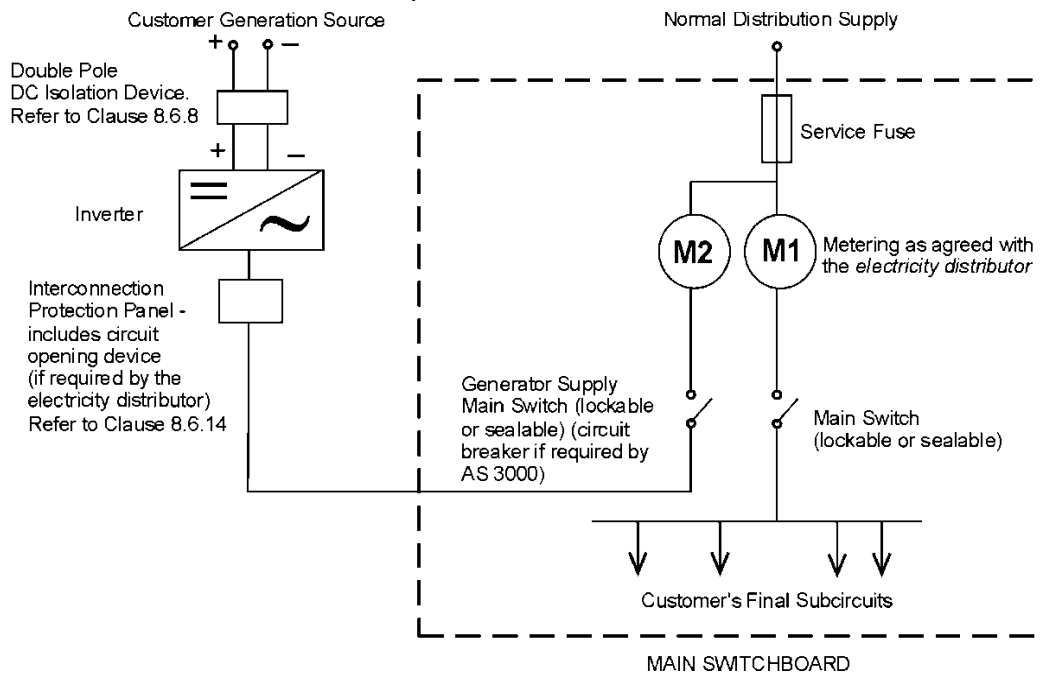 Customer Generation Source
Normal Distribution Supply
+ −
Double Pole
DC Isolation Device.
Refer to Clause 8.6.8
Service Fuse
+ −
Inverter
M2
M1
Metering as agreed with
the electricity distributor
Interconnection
Protection Panel -
includes circuit
opening device
(if required by the
electricity distributor)
Refer to Clause 8.6.14
Generator Supply
Main Switch (lockable
or sealable) (circuit
breaker if required by
AS 3000)
Main Switch
(lockable or sealable)
Customer's Final Subcircuits
MAIN SWITCHBOARD